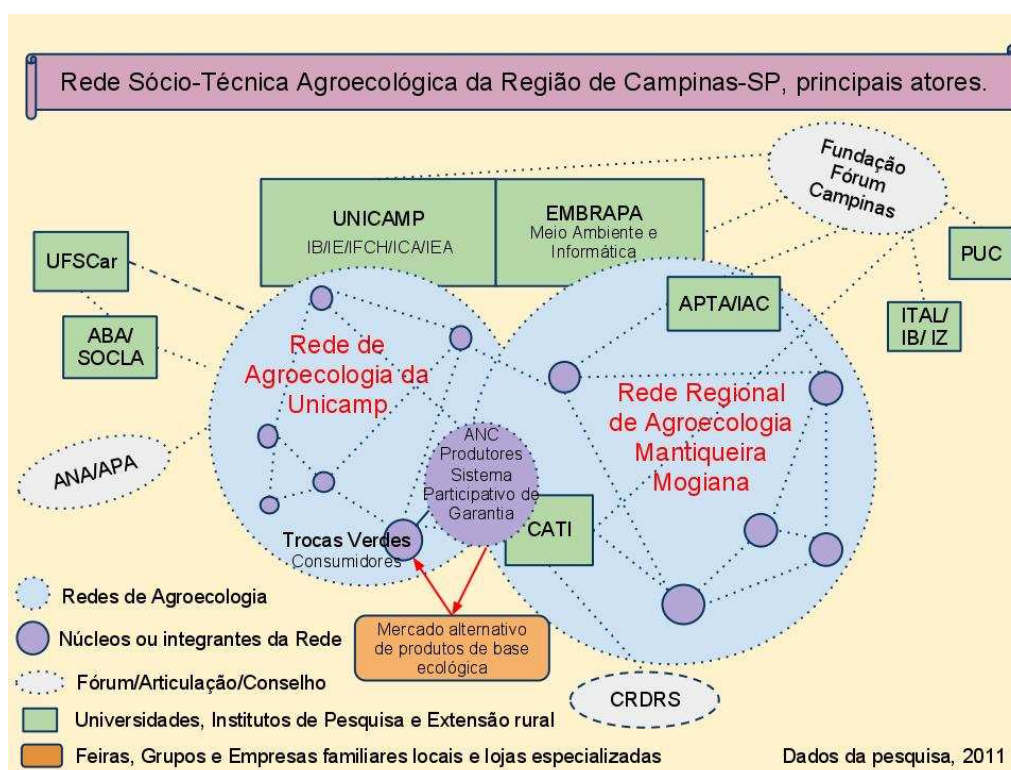 Rede Sócio-Técnica Agroecológica da Região de Campinas-SP, principais atores.
Fundação
Fórum
Campinas
UNICAMP
IB/IE/IFCH/ICA/IEA
EMBRAPA
Meio Ambiente e
Informática
UFSCar
PUC
APTA/IAC
ITAL/
IB/ IZ
ABA/
SOCLA
Rede de
Agroecologia da
Unicamp
Rede Regional
de Agroecologia
Mantiqueira
Mogiana
ANA/APA
ANC
Produtores
Sistema
Participativo de
Garantia
CATI
Trocas Verdes
Consumidores
Redes de Agroecologia
Núcleos ou integrantes da Rede
Mercado alternativo
de produtos de base
ecológica
Fórum/Articulação/Conselho
CRDRS
Universidades, Institutos de Pesquisa e Extensão rural
Feiras, Grupos e Empresas familiares locais e lojas especializadas
Dados da pesquisa, 2011